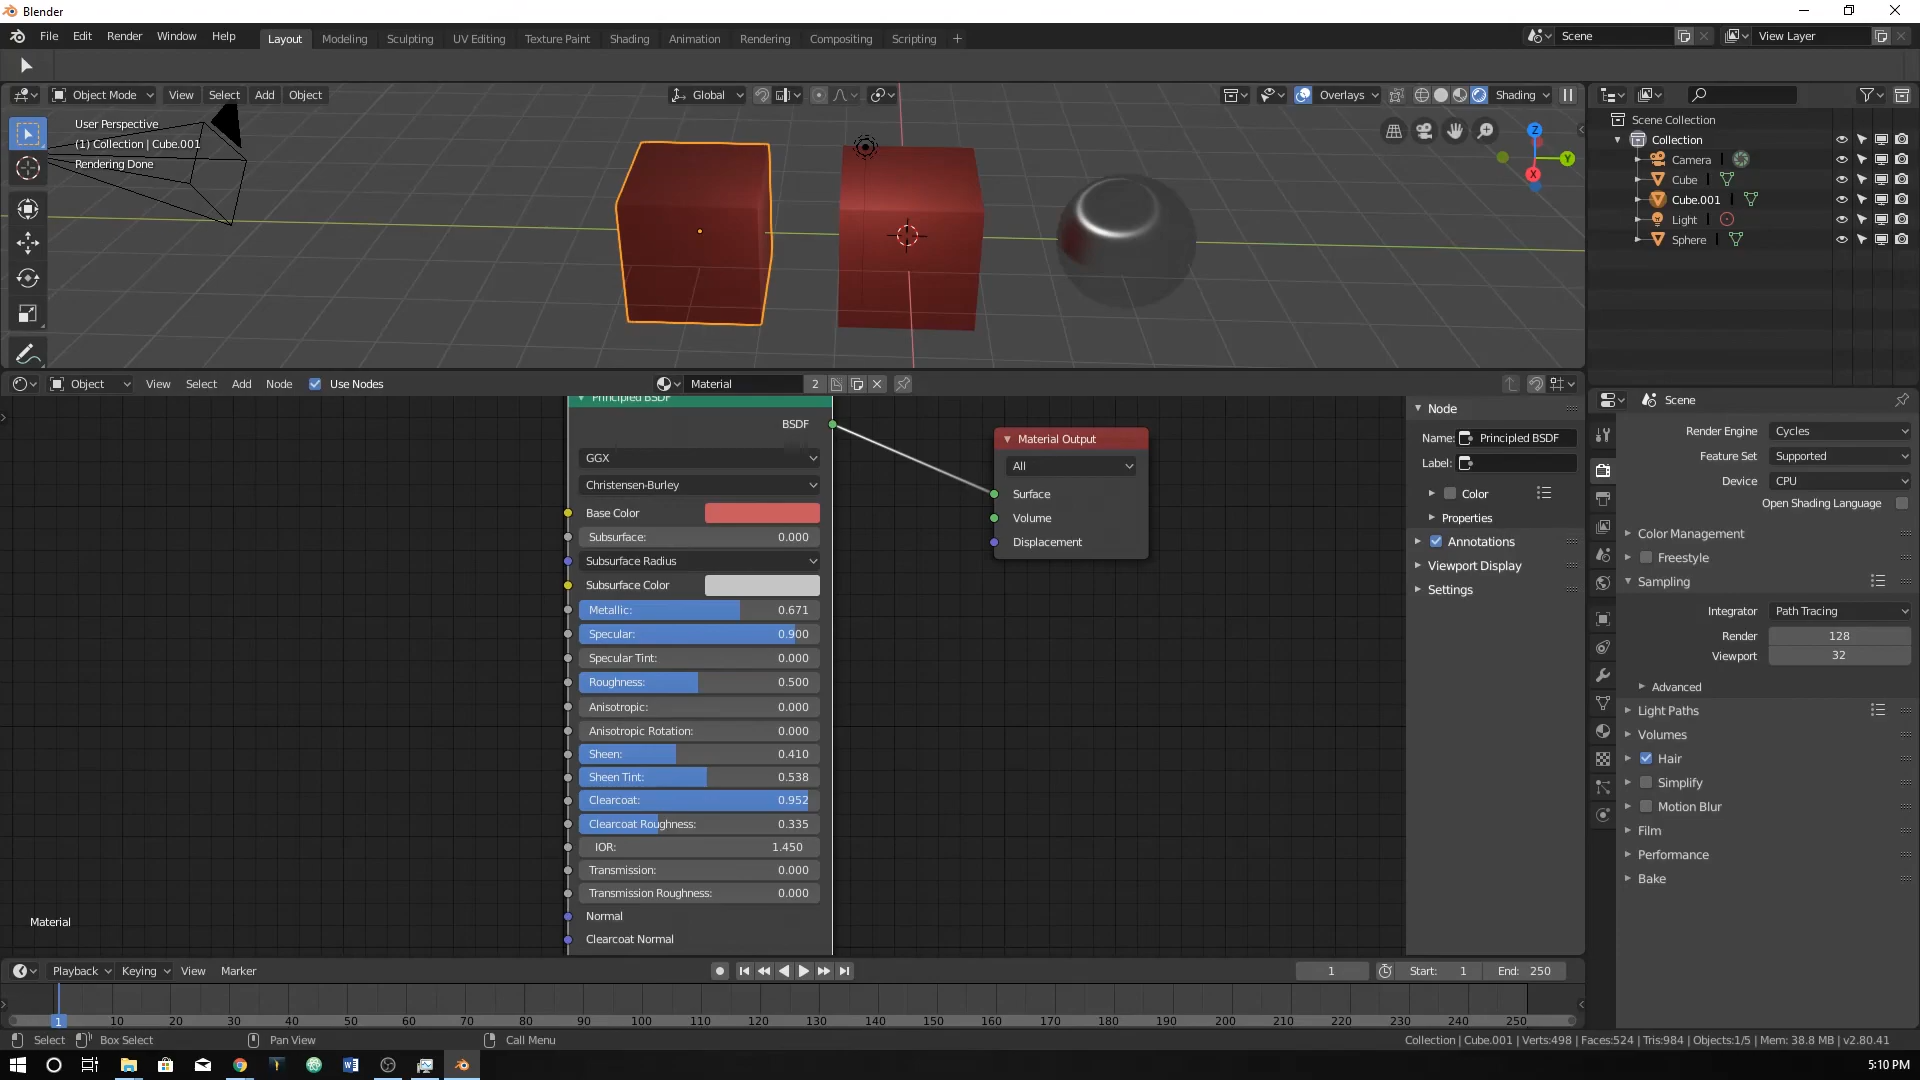 Blender
File Edit Render Window Help Layout Modeling Sculpting UV Editing Texture Paint Shading Animation Rendering Compositing Scripting + Scene View Layer
Object Mode View Select Add Object Global Overlays Shading
User Perspective
(1) Collection | Cube.001
Rendering Done
Z
Y
X
Scene Collection
Collection
Camera
Cube
Cube.001
Light
Sphere
Object View Select Add Node Use Nodes Material 2
Principled BSDF
BSDF
GGX
Christensen-Burley
Base Color
Subsurface: 0.000
Subsurface Radius
Subsurface Color
Metallic: 0.671
Specular: 0.900
Specular Tint: 0.000
Roughness: 0.500
Anisotropic: 0.000
Anisotropic Rotation: 0.000
Sheen: 0.410
Sheen Tint: 0.538
Clearcoat: 0.952
Clearcoat Roughness: 0.335
IOR: 1.450
Transmission: 0.000
Transmission Roughness: 0.000
Normal
Clearcoat Normal
Material Output
All
Surface
Volume
Displacement
Material
Node
Name: Principled BSDF
Label:
Color
Properties
Annotations
Viewport Display
Settings
Scene
Render Engine Cycles
Feature Set Supported
Device CPU
Open Shading Language
Color Management
Freestyle
Sampling
Integrator Path Tracing
Render 128
Viewport 32
Advanced
Light Paths
Volumes
Hair
Simplify
Motion Blur
Film
Performance
Bake
Playback Keying View Marker 1 Start: 1 End: 250
1 10 20 30 40 50 60 70 80 90 100 110 120 130 140 150 160 170 180 190 200 210 220 230 240 250
Select Box Select Pan View Call Menu Collection | Cube.001 | Verts:498 | Faces:524 | Tris:984 | Objects:1/5 | Mem: 38.8 MB | v2.80.41
5:10 PM